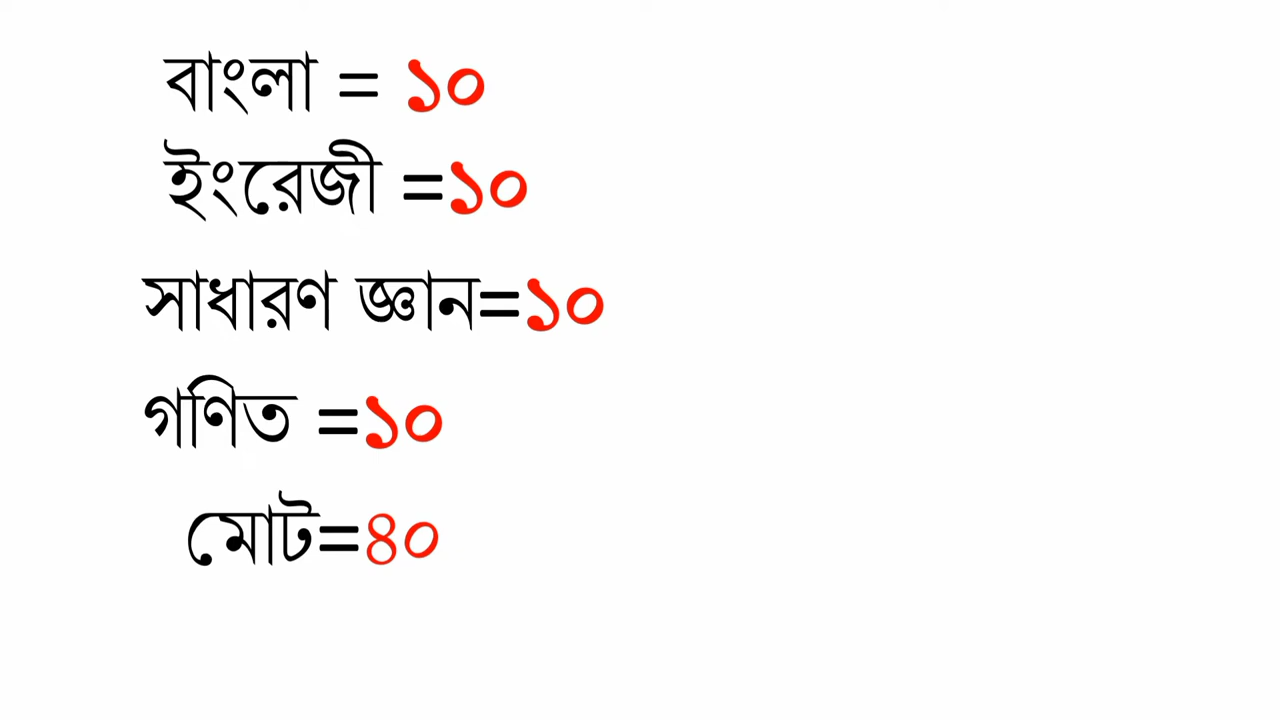 বাংলা = ১০
ইংরেজী =১০
সাধারণ জ্ঞান=১০
গণিত =১০
মোট=৪০